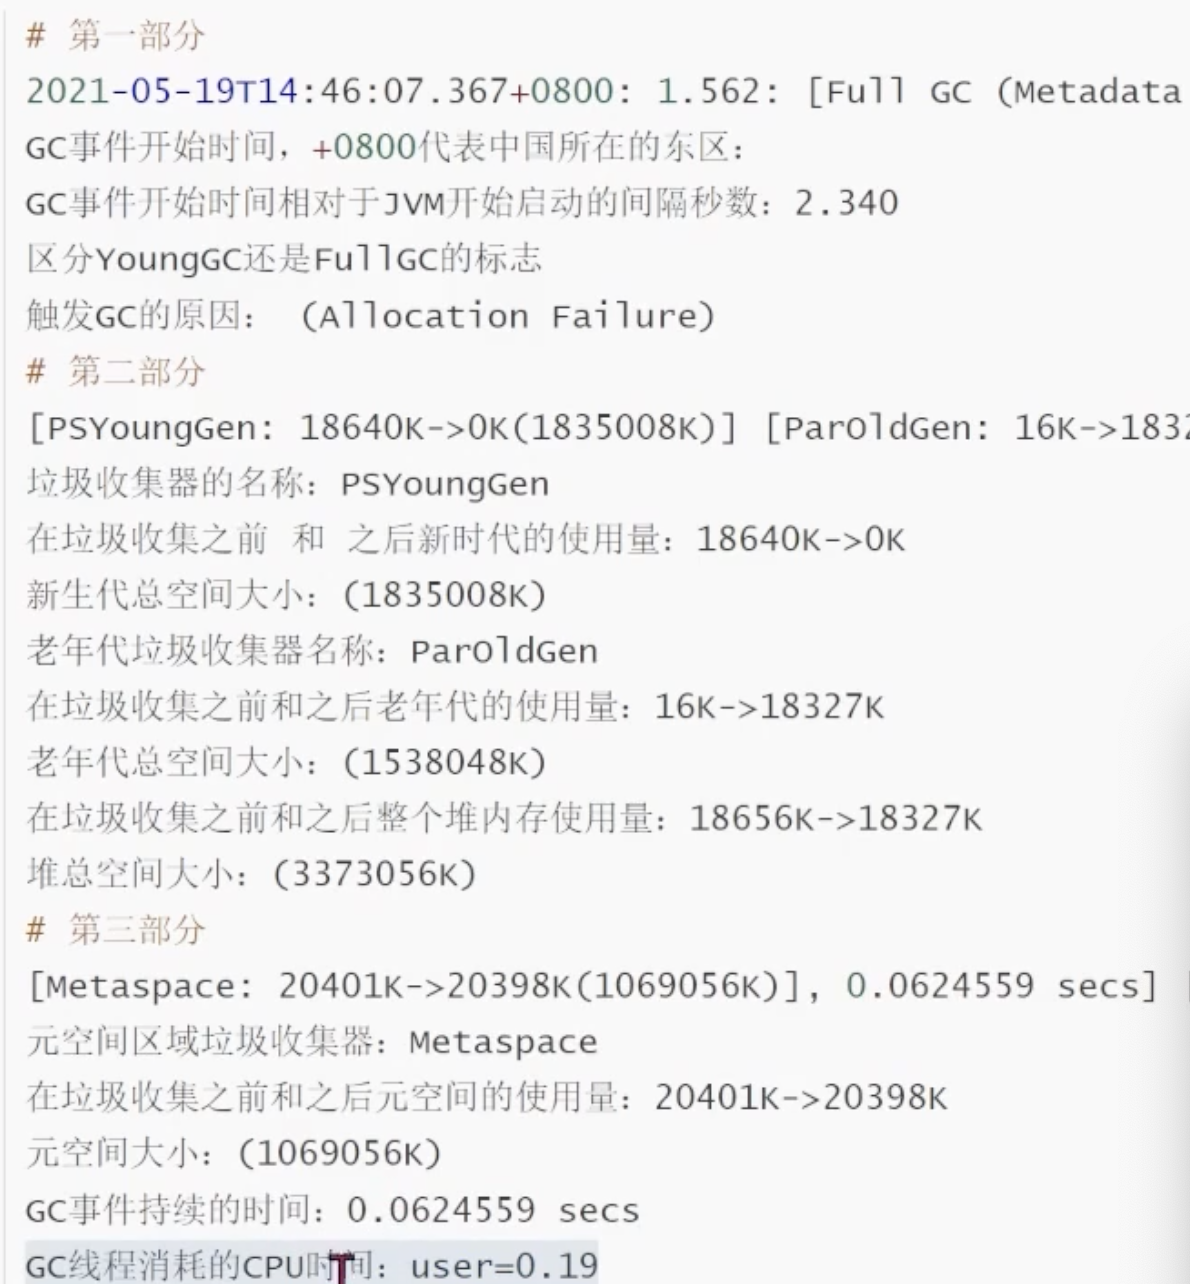 # 第一部分
2021-05-19T14:46:07.367+0800: 1.562: [Full GC (Metadata
GC事件开始时间，+0800代表中国所在的东区：
GC事件开始时间相对于JVM开始启动的间隔秒数：2.340
区分YoungGC还是FullGC的标志
触发GC的原因： (Allocation Failure)
# 第二部分
[PSYoungGen: 18640K->0K(1835008K)] [ParOldGen: 16K->1832
垃圾收集器的名称：PSYoungGen
在垃圾收集之前 和 之后新时代的使用量：18640K->0K
新生代总空间大小：(1835008K)
老年代垃圾收集器名称：ParOldGen
在垃圾收集之前和之后老年代的使用量：16K->18327K
老年代总空间大小：(1538048K)
在垃圾收集之前和之后整个堆内存使用量：18656K->18327K
堆总空间大小：(3373056K)
# 第三部分
[Metaspace: 20401K->20398K(1069056K)], 0.0624559 secs] [
元空间区域垃圾收集器：Metaspace
在垃圾收集之前和之后元空间的使用量：20401K->20398K
元空间大小：(1069056K)
GC事件持续的时间：0.0624559 secs
GC线程消耗的CPU时间：user=0.19